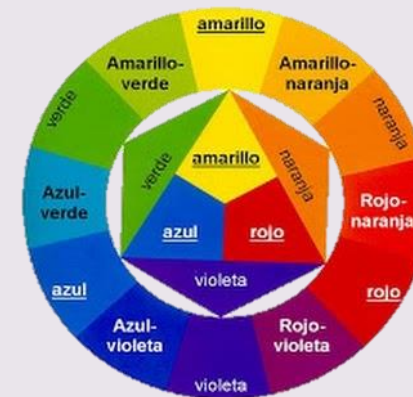 amarillo
Amarillo-
verde
Amarillo-
naranja
verde
naranja
amarillo
verde
naranja
Azul-
verde
Rojo-
naranja
azul
rojo
violeta
azul
rojo
Azul-
violeta
Rojo-
violeta
violeta